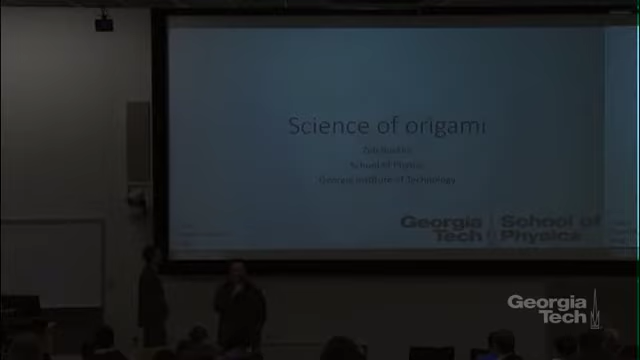 Science of origami
School of Physics
Georgia Institute of Technology
Georgia Tech | School of Physics
Georgia Tech